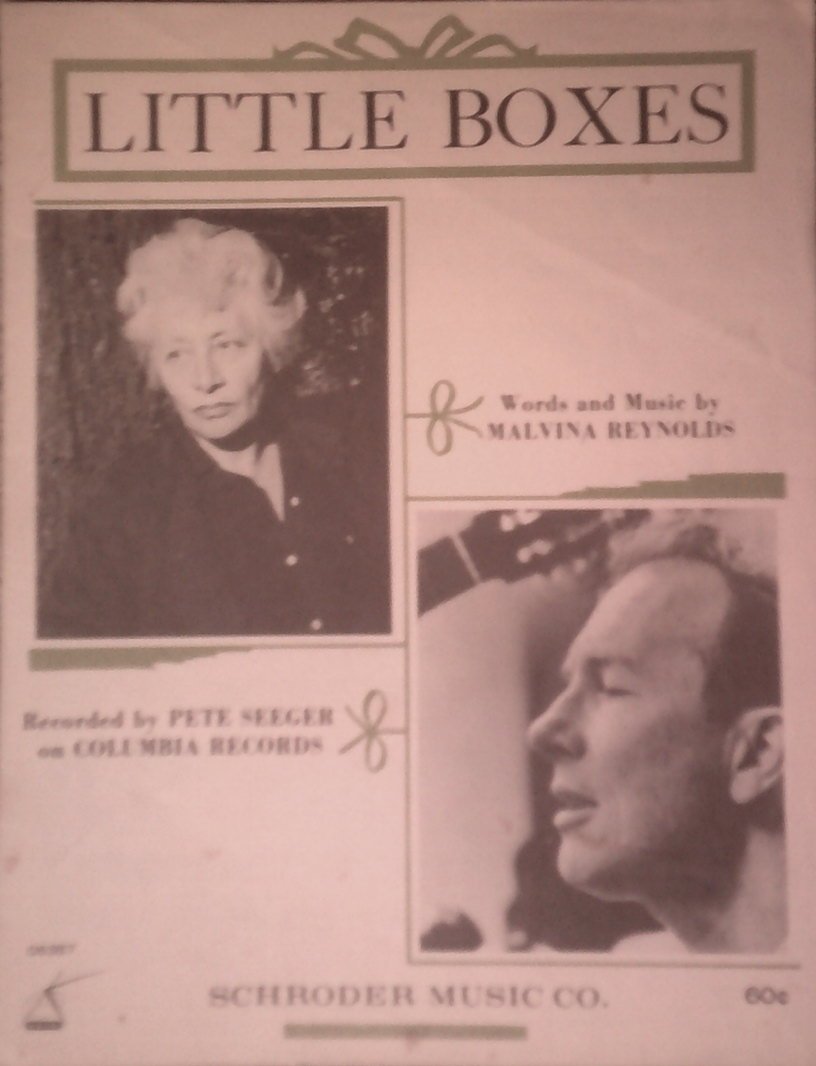 LITTLE BOXES
Words and Music by
MALVINA REYNOLDS
Recorded by PETE SEEGER
on COLUMBIA RECORDS
SCHRODER MUSIC CO.
60¢